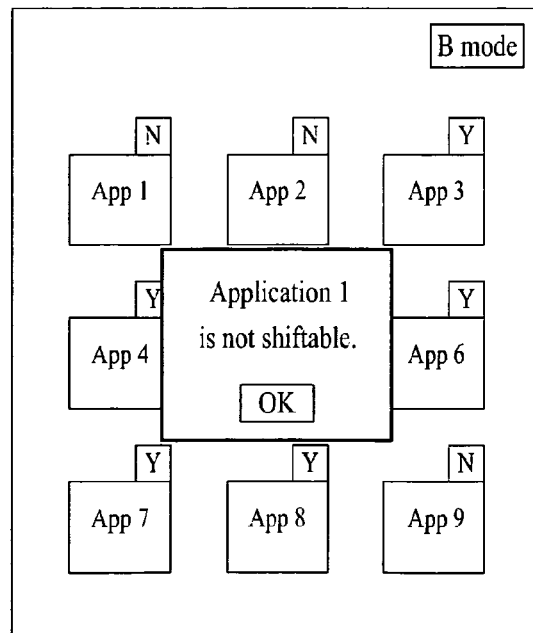 B mode
N N Y
App 1 App 2 App 3
Application 1
is not shiftable.
OK
Y Y
App 4 App 6
Y Y N
App 7 App 8 App 9